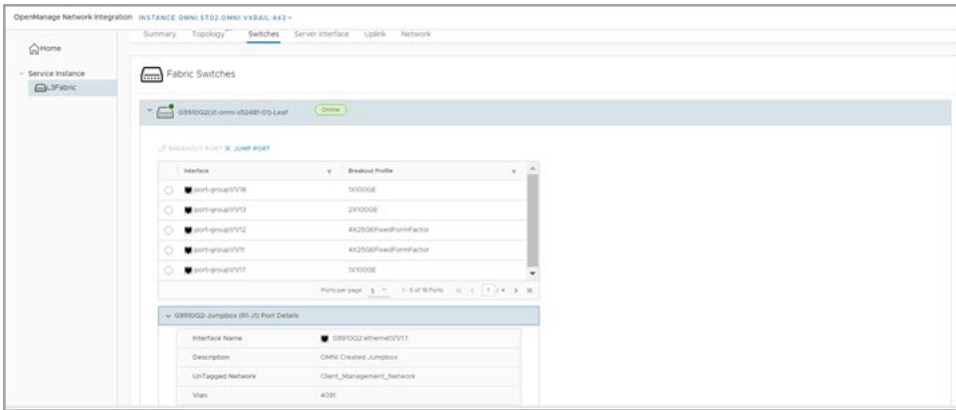 OpenManage Network Integration INSTANCE OMNI.ST02.OMNI.VXRAIL:443
Summary Topology Switches Server Interface Uplink Network
Home
Service Instance
L3Fabric
Fabric Switches
G9910Q2(st-omni-s5248f-01)-Leaf Online
BREAKOUT PORT JUMP PORT
Interface Breakout Profile
port-group1/1/18 1X100GE
port-group1/1/13 2X100GE
port-group1/1/12 4X25GEFixedFormFactor
port-group1/1/11 4X25GEFixedFormFactor
port-group1/1/17 1X100GE
Ports per page 5 1 - 5 of 18 Ports 1 / 4
G9910Q2-Jumpbox (R1-J1) Port Details
Interface Name G9910Q2:ethernet1/1/1:1
Description OMNI Created Jumpbox
UnTagged Network Client_Management_Network
Vlan 4091